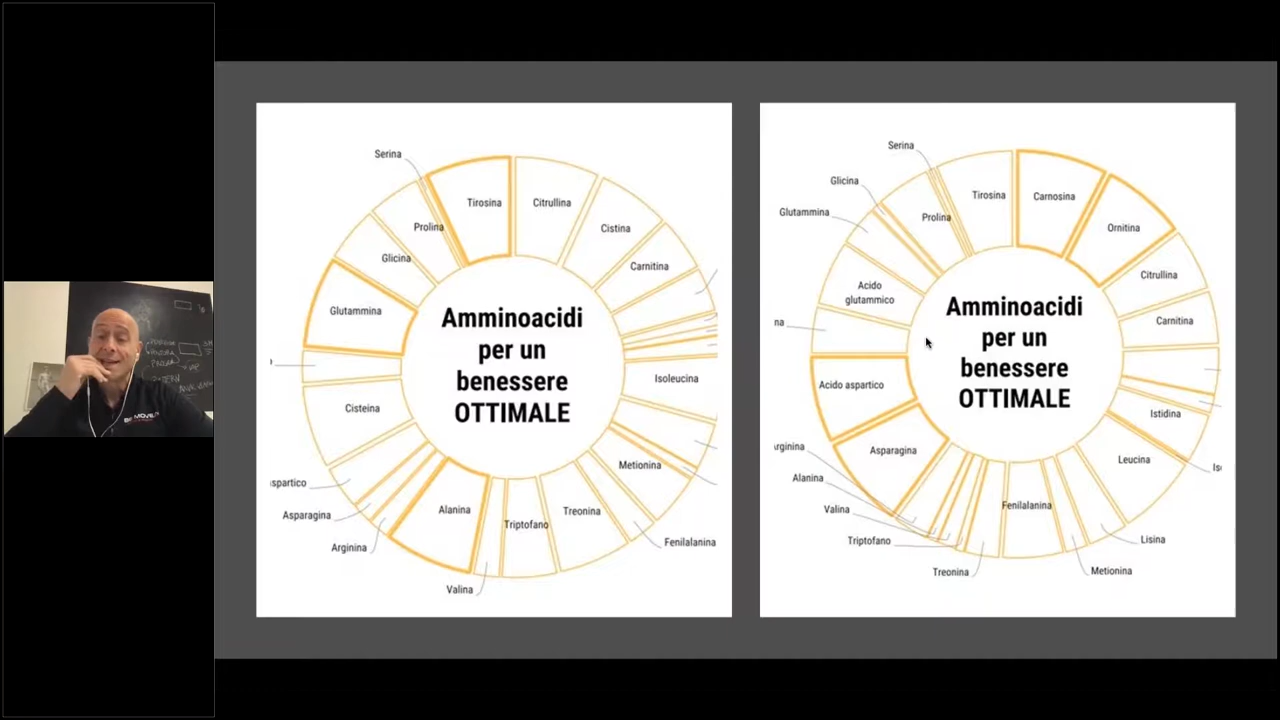 Serina
Tirosina
Citrullina
Cistina
Prolina
Glicina
Carnitina
Glutammina
Amminoacidi
per un
benessere
OTTIMALE
Isoleucina
Cisteina
Metionina
spartico
Alanina
Triptofano
Treonina
Asparagina
Arginina
Fenilalanina
Valina
Serina
Glicina
Tirosina
Carnosina
Glutammina
Prolina
Ornitina
Acido
glutammico
Citrullina
Carnitina
na
Amminoacidi
per un
benessere
OTTIMALE
Acido aspartico
Istidina
rginina
Asparagina
Leucina
Is
Alanina
Valina
Fenilalanina
Triptofano
Lisina
Treonina
Metionina